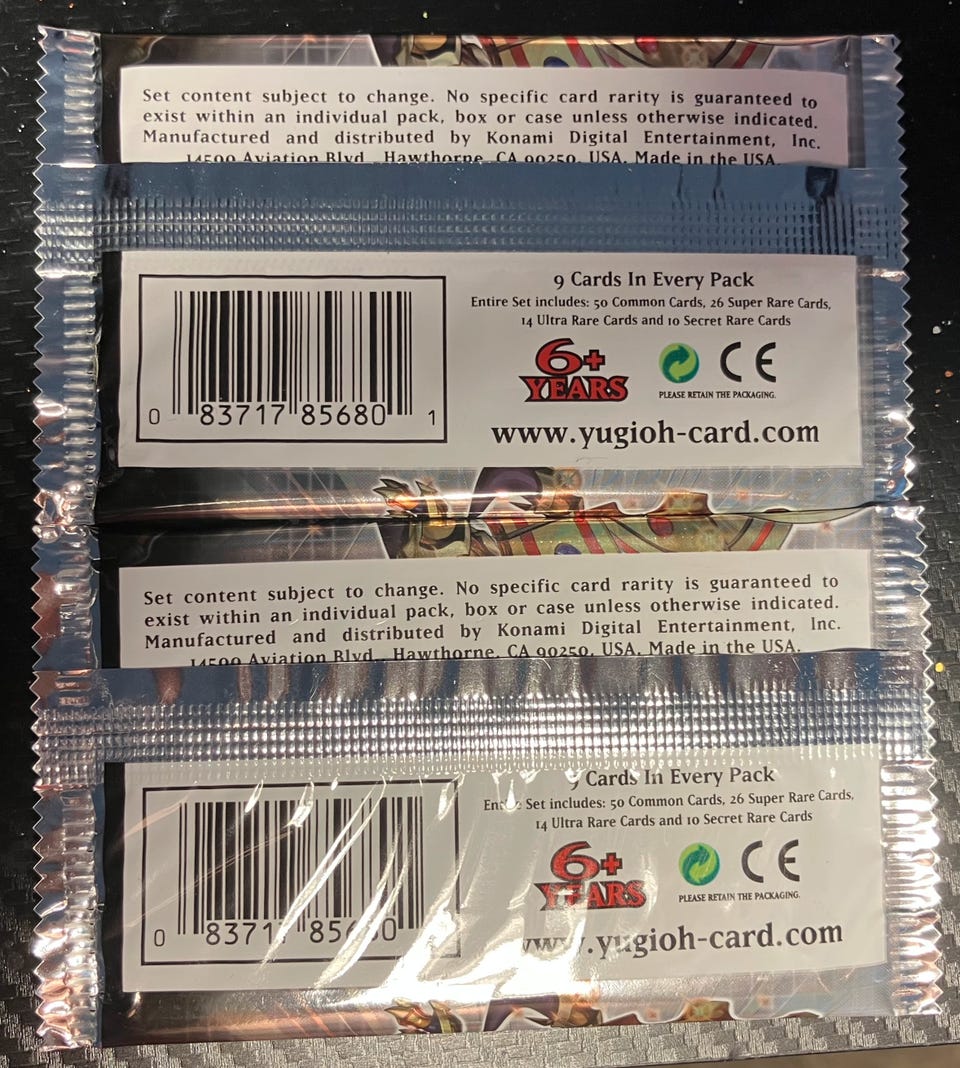 Set content subject to change. No specific card rarity is guaranteed to
exist within an individual pack, box or case unless otherwise indicated.
Manufactured and distributed by Konami Digital Entertainment, Inc.
14500 Aviation Blvd., Hawthorne, CA 90250, USA. Made in the USA.
9 Cards In Every Pack
Entire Set includes: 50 Common Cards, 26 Super Rare Cards,
14 Ultra Rare Cards and 10 Secret Rare Cards
6+
YEARS
CE
PLEASE RETAIN THE PACKAGING.
0 83717 85680 1
www.yugioh-card.com
Set content subject to change. No specific card rarity is guaranteed to
exist within an individual pack, box or case unless otherwise indicated.
Manufactured and distributed by Konami Digital Entertainment, Inc.
14500 Aviation Blvd., Hawthorne, CA 90250, USA. Made in the USA.
9 Cards In Every Pack
Entire Set includes: 50 Common Cards, 26 Super Rare Cards,
14 Ultra Rare Cards and 10 Secret Rare Cards
6+
YEARS
CE
PLEASE RETAIN THE PACKAGING.
0
www.yugioh-card.com